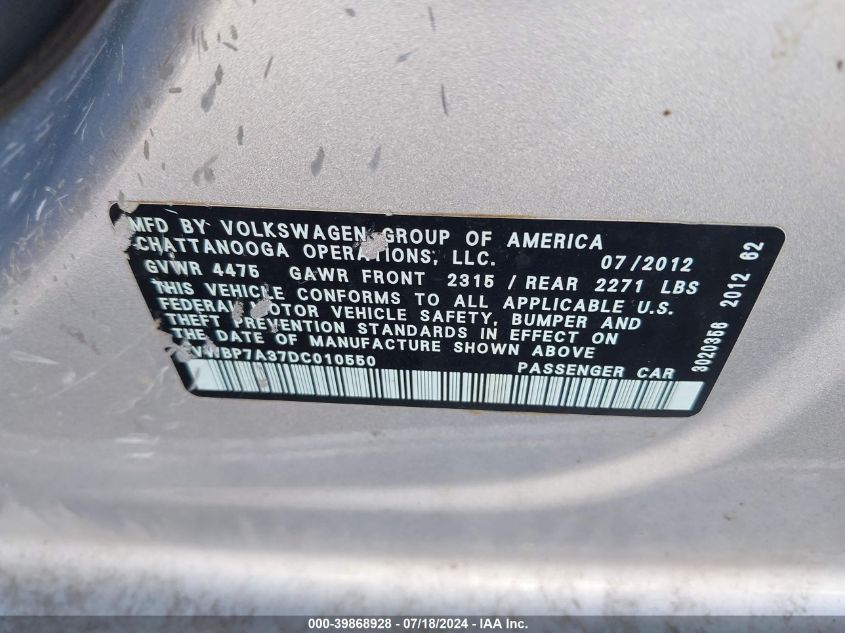 MFD BY VOLKSWAGEN GROUP OF AMERICA
CHATTANOOGA OPERATIONS, LLC. 07/2012
GVWR 4475 GAWR FRONT 2315 / REAR 2271 LBS
THIS VEHICLE CONFORMS TO ALL APPLICABLE U.S.
FEDERAL MOTOR VEHICLE SAFETY, BUMPER AND
THEFT PREVENTION STANDARDS IN EFFECT ON
THE DATE OF MANUFACTURE SHOWN ABOVE
VWBP7A37DC010550 PASSENGER CAR
3020358 2012 62
000-39868928 - 07/18/2024 - IAA Inc.